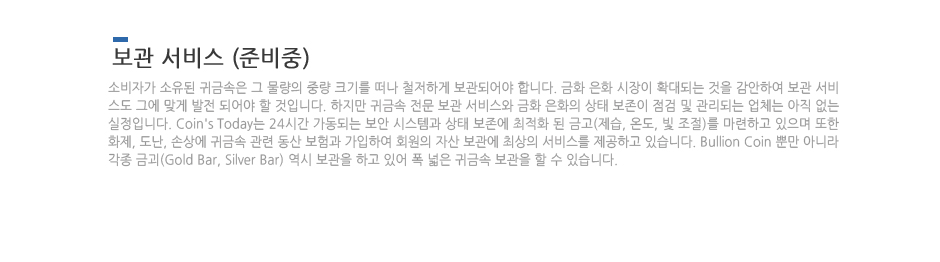 보관 서비스 (준비중)
소비자가 소유된 귀금속은 그 물량의 중량 크기를 떠나 철저하게 보관되어야 합니다. 금화 은화 시장이 확대되는 것을 감안하여 보관 서비
스도 그에 맞게 발전 되어야 할 것입니다. 하지만 귀금속 전문 보관 서비스와 금화 은화의 상태 보존이 점검 및 관리되는 업체는 아직 없는
실정입니다. Coin's Today는 24시간 가동되는 보안 시스템과 상태 보존에 최적화 된 금고(제습, 온도, 빛 조절)를 마련하고 있으며 또한
화제, 도난, 손상에 귀금속 관련 동산 보험과 가입하여 회원의 자산 보관에 최상의 서비스를 제공하고 있습니다. Bullion Coin 뿐만 아니라
각종 금괴(Gold Bar, Silver Bar) 역시 보관을 하고 있어 폭 넓은 귀금속 보관을 할 수 있습니다.